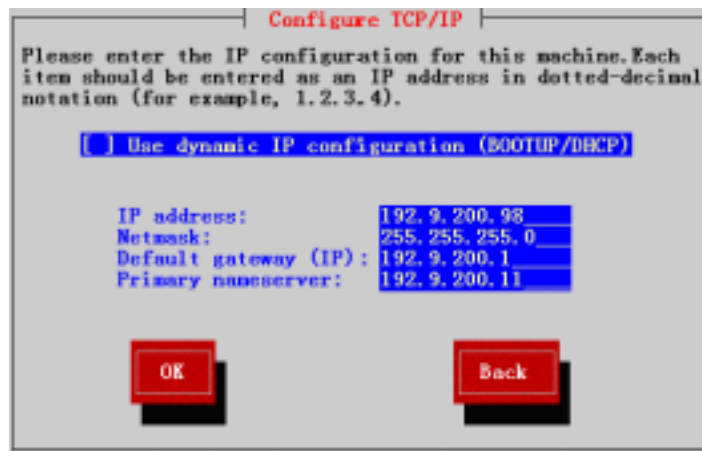 Configure TCP/IP
Please enter the IP configuration for this machine.Each
item should be entered as an IP address in dotted-decimal
notation (for example, 1.2.3.4).
[ ] Use dynamic IP configuration (BOOTUP/DHCP)
IP address: 192.9.200.98
Netmask: 255.255.255.0
Default gateway (IP): 192.9.200.1
Primary nameserver: 192.9.200.11
OK Back